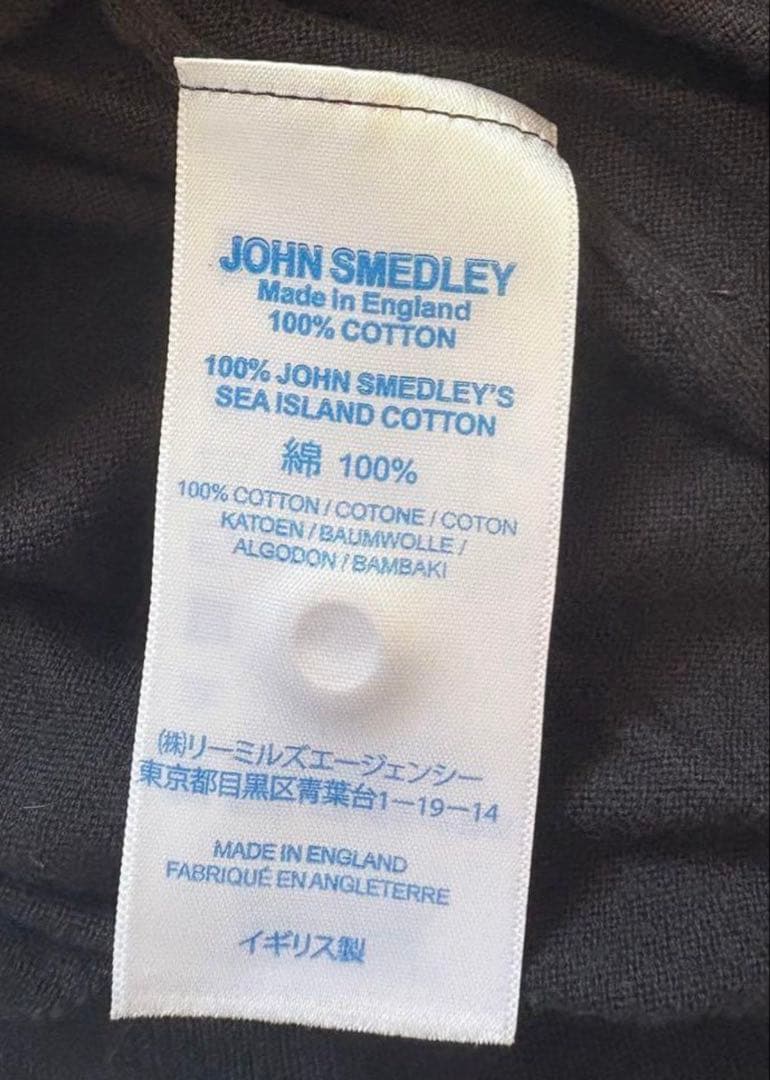 JOHN SMEDLEY
Made in England
100% COTTON
100% JOHN SMEDLEY'S
SEA ISLAND COTTON
綿 100%
100% COTTON / COTONE / COTON
KATOEN / BAUMWOLLE /
ALGODON / BAMBAKI
㈱リーミルズエージェンシー
東京都目黒区青葉台1－19－14
MADE IN ENGLAND
FABRIQUÉ EN ANGLETERRE
イギリス製